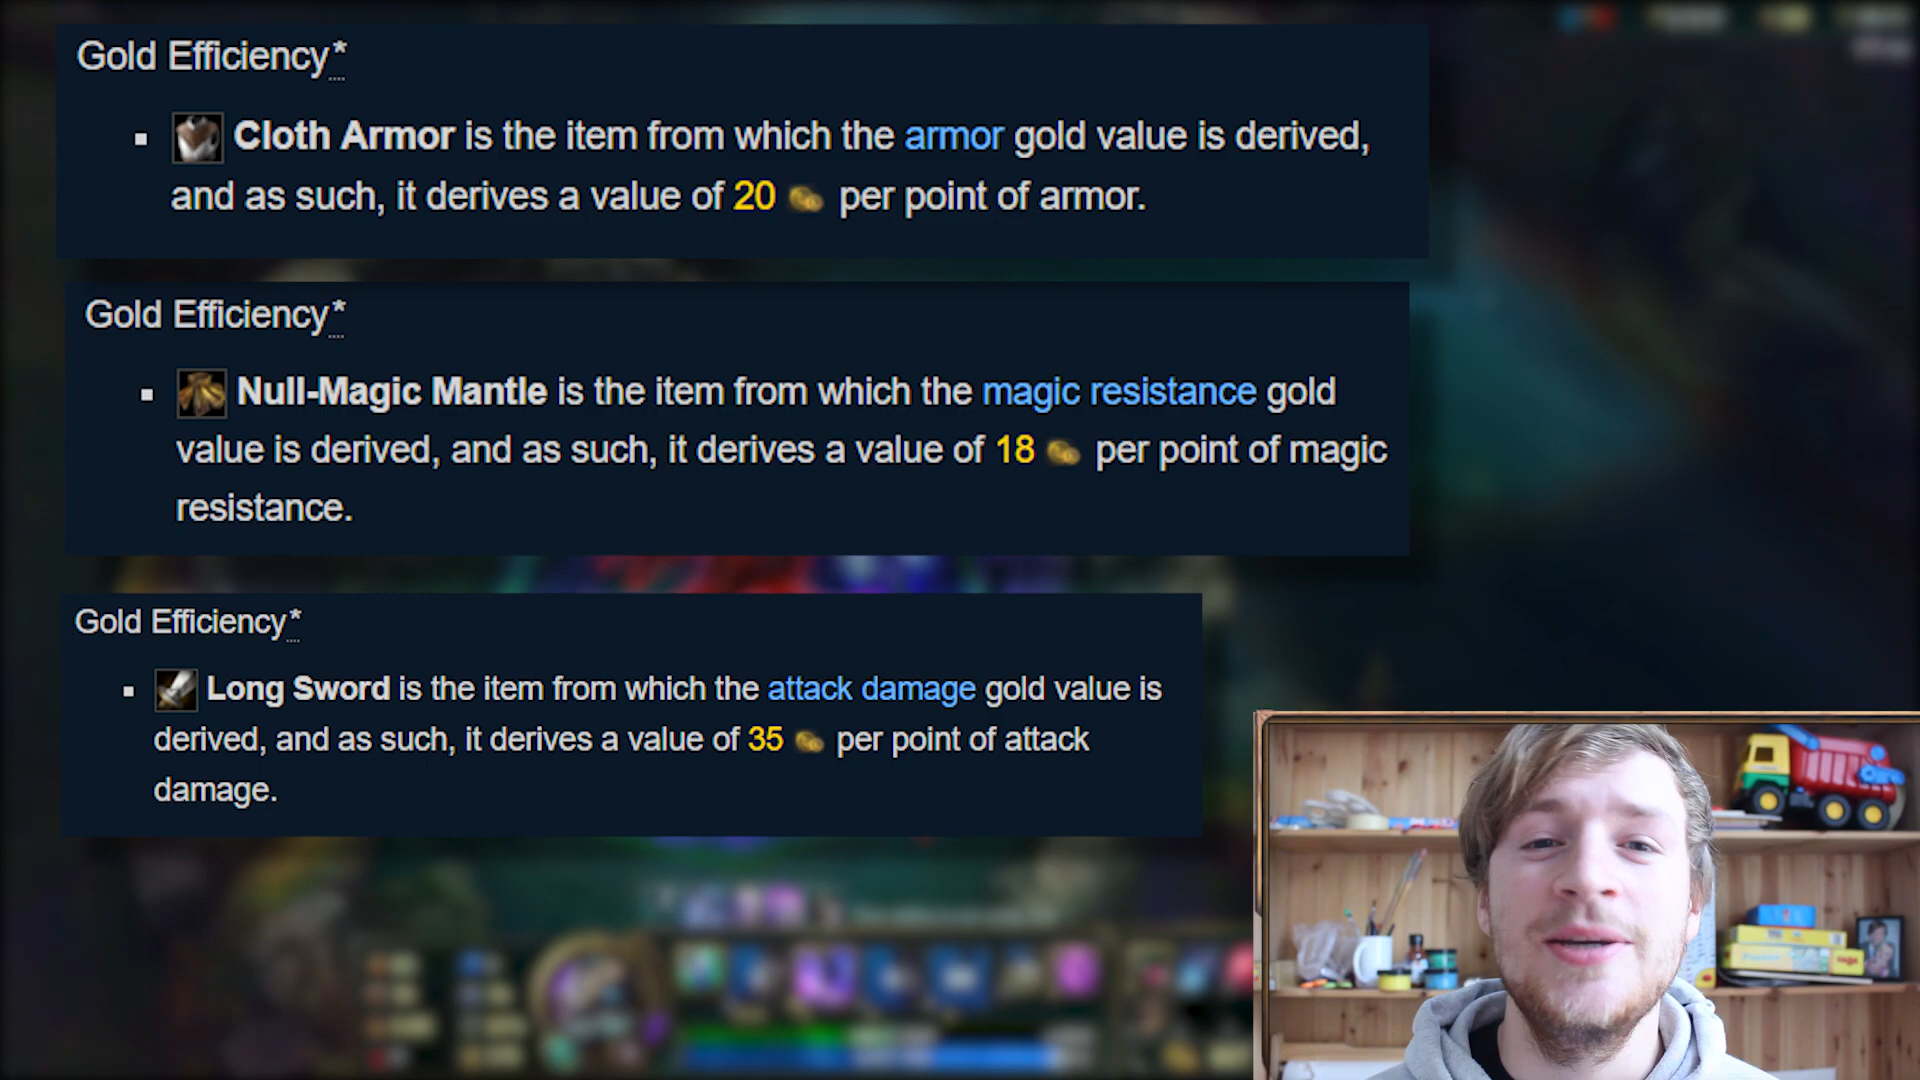 Gold Efficiency*
Cloth Armor is the item from which the armor gold value is derived,
and as such, it derives a value of 20 per point of armor.
Gold Efficiency*
Null-Magic Mantle is the item from which the magic resistance gold
value is derived, and as such, it derives a value of 18 per point of magic
resistance.
Gold Efficiency*
Long Sword is the item from which the attack damage gold value is
derived, and as such, it derives a value of 35 per point of attack
damage.